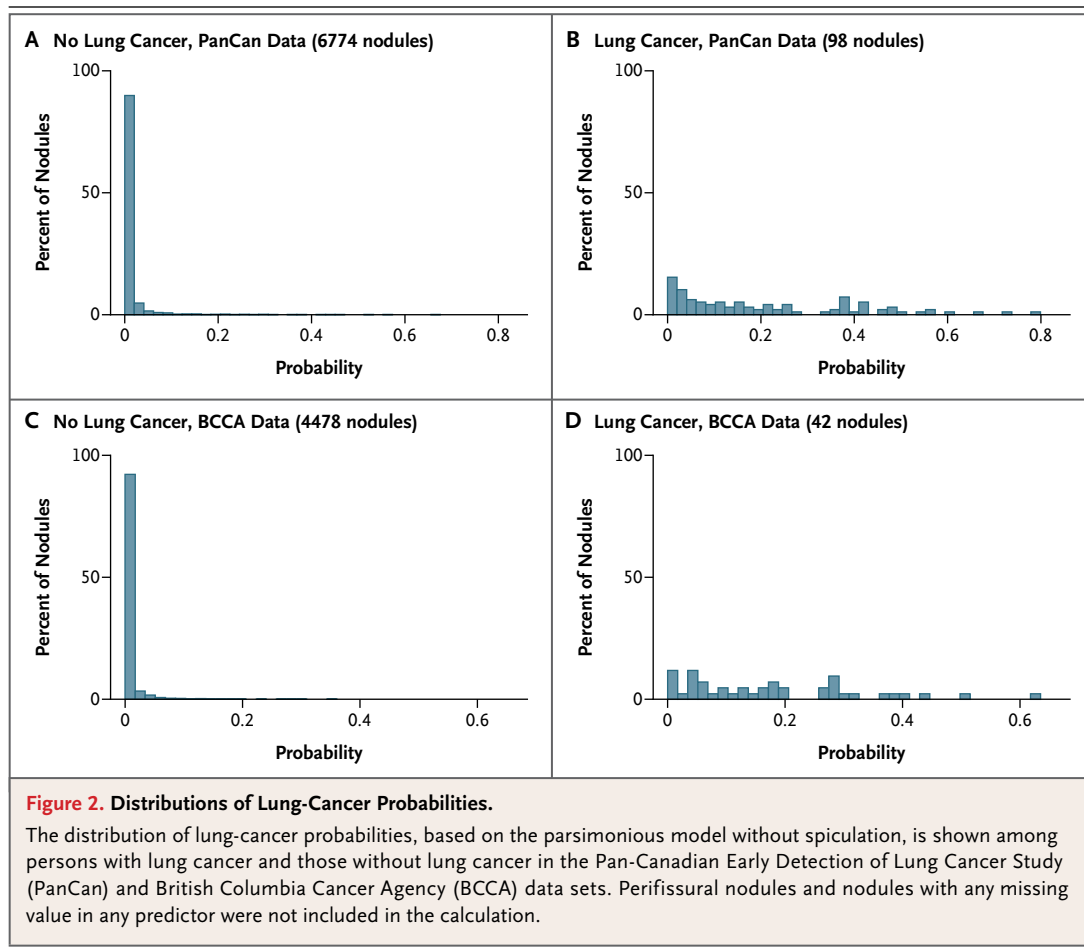 A No Lung Cancer, PanCan Data (6774 nodules)
100
50
0
Percent of Nodules
0 0.2 0.4 0.6 0.8
Probability
B Lung Cancer, PanCan Data (98 nodules)
100
50
0
Percent of Nodules
0 0.2 0.4 0.6 0.8
Probability
C No Lung Cancer, BCCA Data (4478 nodules)
100
50
0
Percent of Nodules
0 0.2 0.4 0.6
Probability
D Lung Cancer, BCCA Data (42 nodules)
100
50
0
Percent of Nodules
0 0.2 0.4 0.6
Probability
Figure 2. Distributions of Lung-Cancer Probabilities.
The distribution of lung-cancer probabilities, based on the parsimonious model without spiculation, is shown among
persons with lung cancer and those without lung cancer in the Pan-Canadian Early Detection of Lung Cancer Study
(PanCan) and British Columbia Cancer Agency (BCCA) data sets. Perifissural nodules and nodules with any missing
value in any predictor were not included in the calculation.